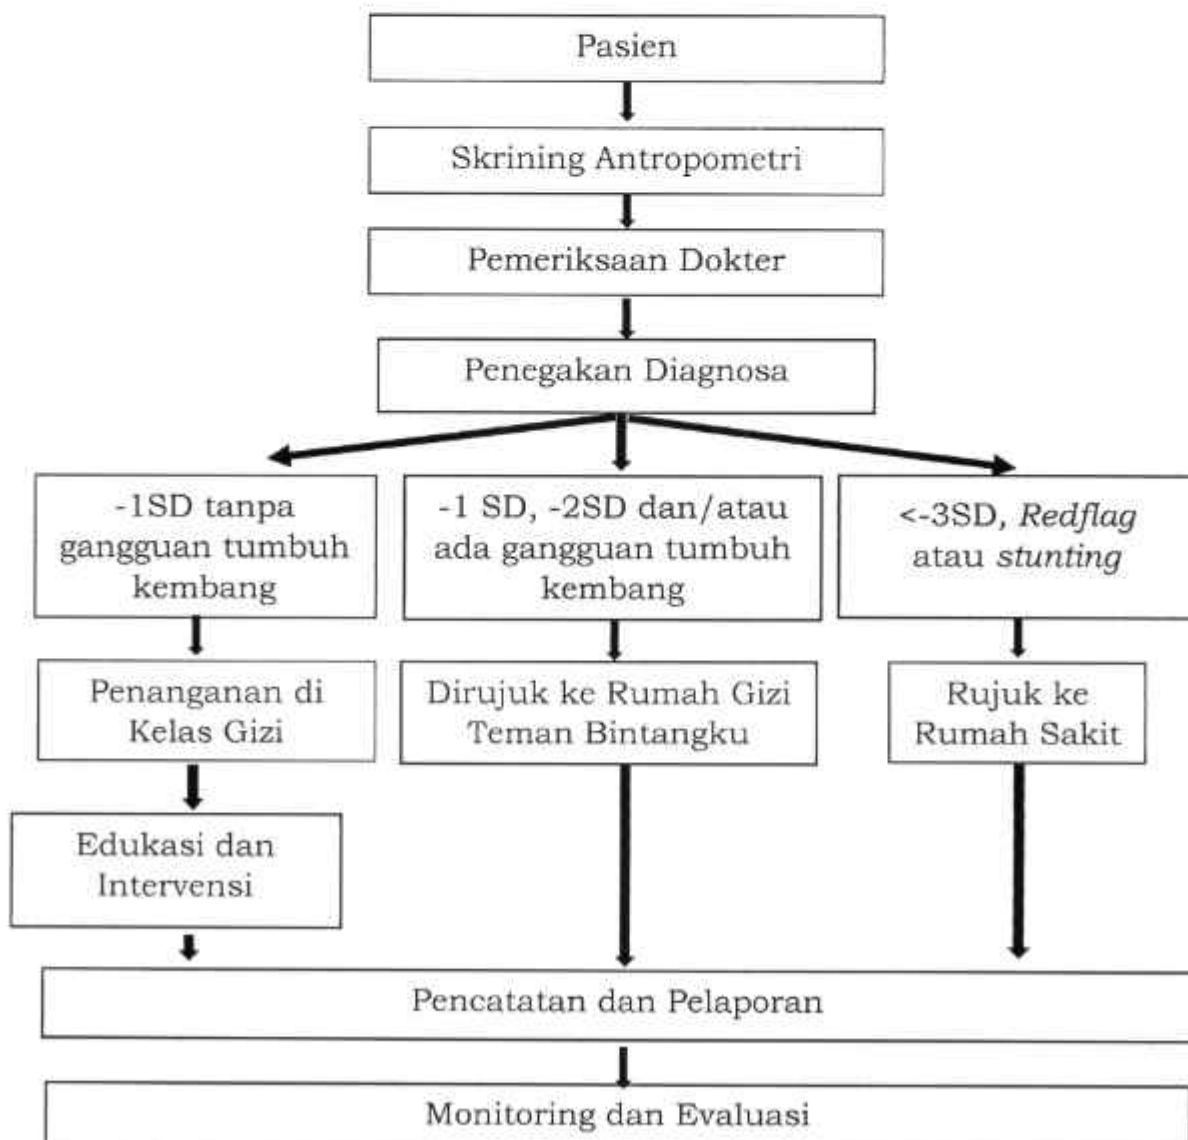 Pasien
Skrining Antropometri
Pemeriksaan Dokter
Penegakan Diagnosa
-1SD tanpa
gangguan tumbuh
kembang
-1 SD, -2SD dan/atau
ada gangguan tumbuh
kembang
<-3SD, Redflag
atau stunting
Penanganan di
Kelas Gizi
Dirujuk ke Rumah Gizi
Teman Bintangku
Rujuk ke
Rumah Sakit
Edukasi dan
Intervensi
Pencatatan dan Pelaporan
Monitoring dan Evaluasi